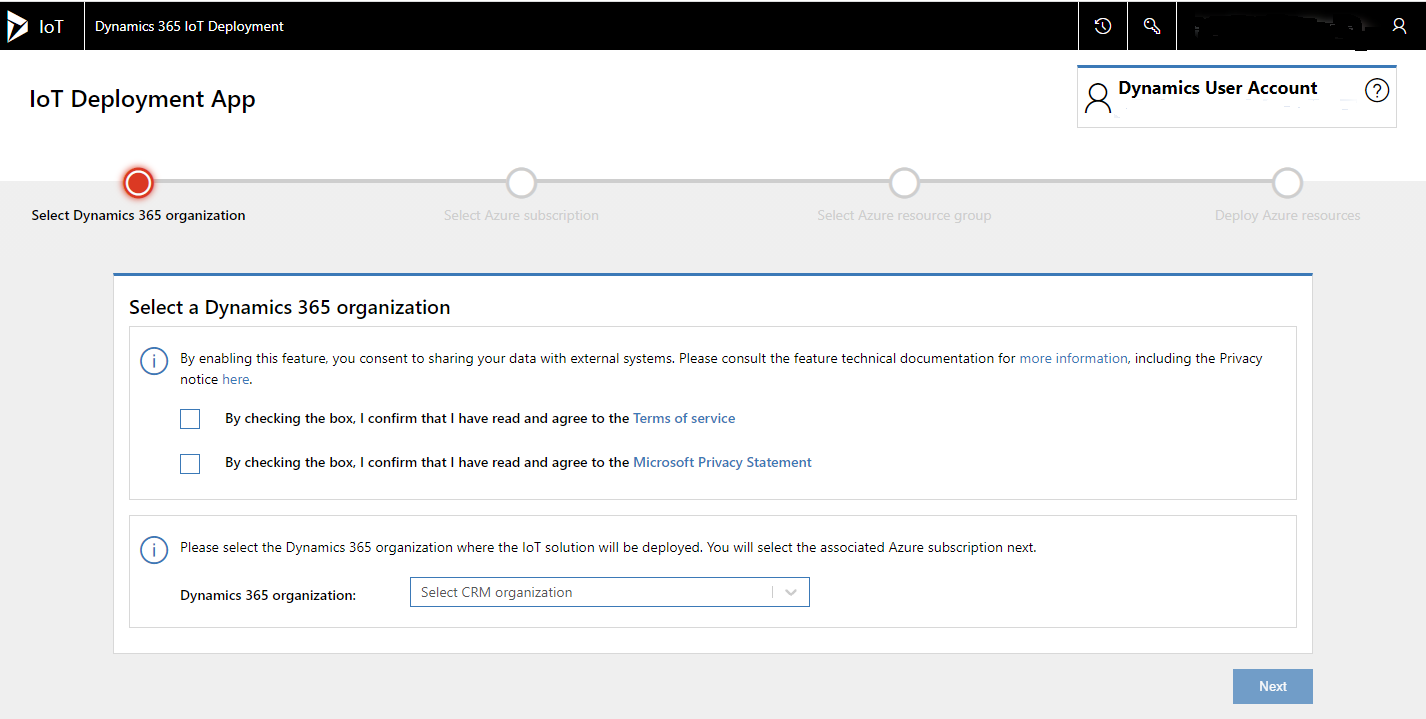 IoT
Dynamics 365 IoT Deployment
IoT Deployment App
Dynamics User Account
?
Select Dynamics 365 organization
Select Azure subscription
Select Azure resource group
Deploy Azure resources
Select a Dynamics 365 organization
By enabling this feature, you consent to sharing your data with external systems. Please consult the feature technical documentation for more information, including the Privacy
notice here.
By checking the box, I confirm that I have read and agree to the Terms of service
By checking the box, I confirm that I have read and agree to the Microsoft Privacy Statement
Please select the Dynamics 365 organization where the IoT solution will be deployed. You will select the associated Azure subscription next.
Dynamics 365 organization:
Select CRM organization
Next